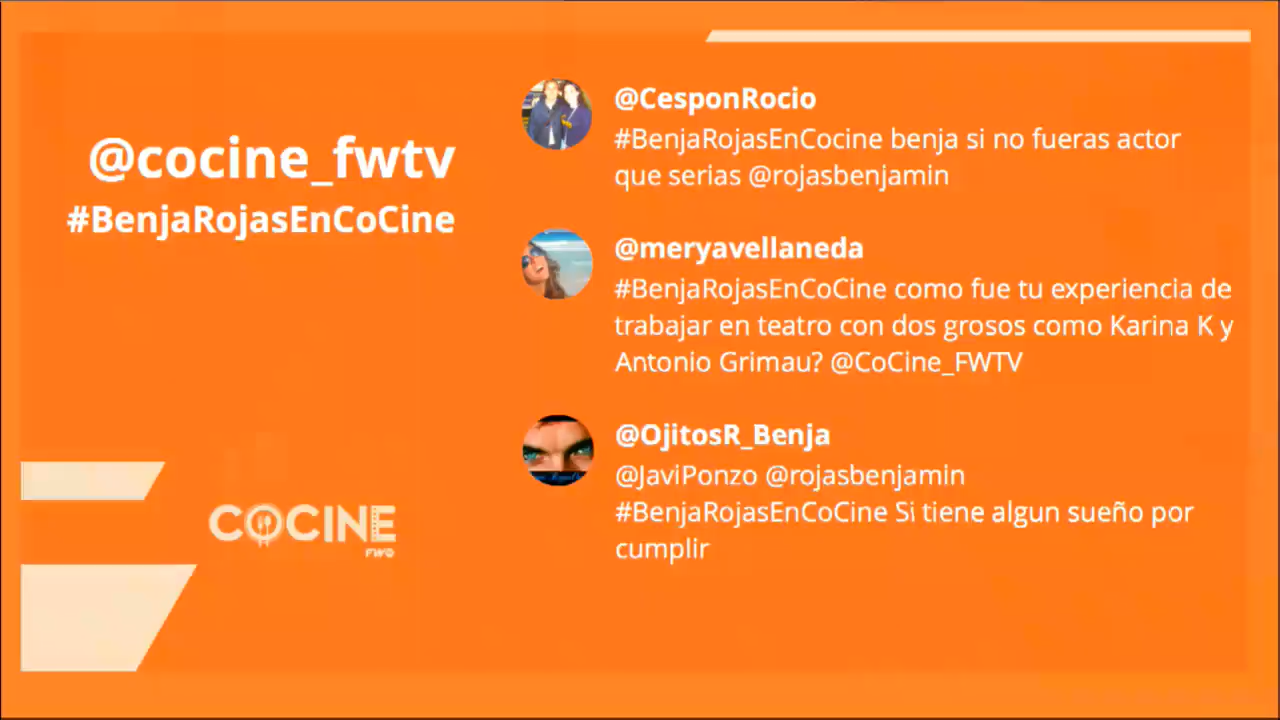 @cocine_fwtv
#BenjaRojasEnCoCine
@CesponRocio
#BenjaRojasEnCocine benja si no fueras actor
que serias @rojasbenjamin
@meryavellaneda
#BenjaRojasEnCoCine como fue tu experiencia de
trabajar en teatro con dos grosos como Karina K y
Antonio Grimau? @CoCine_FWTV
@OjitosR_Benja
@JaviPonzo @rojasbenjamin
#BenjaRojasEnCoCine Si tiene algun sueño por
cumplir
COCINE